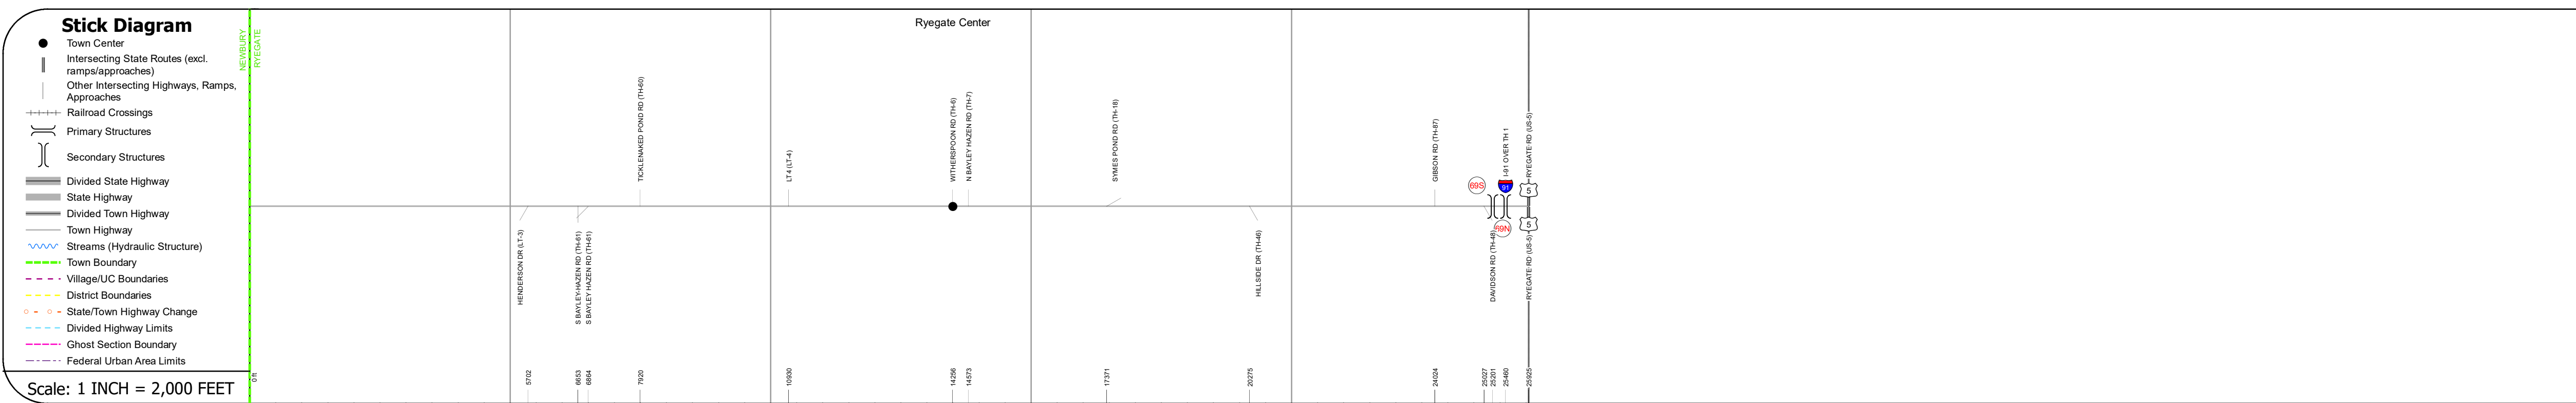 Stick Diagram
Town Center
Intersecting State Routes (excl.
ramps/approaches)
Other Intersecting Highways, Ramps,
Approaches
Railroad Crossings
Primary Structures
Secondary Structures
Divided State Highway
State Highway
Divided Town Highway
Town Highway
Streams (Hydraulic Structure)
Town Boundary
Village/UC Boundaries
District Boundaries
State/Town Highway Change
Divided Highway Limits
Ghost Section Boundary
Federal Urban Area Limits
Scale: 1 INCH = 2,000 FEET
NEWBURY
RYEGATE
Ryegate Center
TICKLENAKED POND RD (TH-60)
LT 4 (LT-4)
WITHERSPOON RD (TH-6)
N BAYLEY HAZEN RD (TH-7)
SYMES POND RD (TH-18)
GIBSON RD (TH-87)
I-91 OVER TH 1
RYEGATE RD (US-5)
69S
91
5
5
69N
HENDERSON DR (LT-3)
S BAYLEY-HAZEN RD (TH-61)
S BAYLEY HAZEN RD (TH-61)
HILLSIDE DR (TH-46)
DAVIDSON RD (TH-48)
RYEGATE RD (US-5)
0 ft
5702
6653
6864
7920
10930
14256
14573
17371
20275
24024
25027
25201
25460
25925